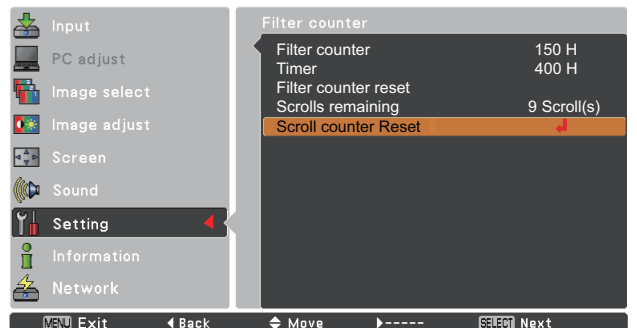 Input
PC adjust
Image select
Image adjust
Screen
Sound
Setting
Information
Network
Filter counter
Filter counter 150 H
Timer 400 H
Filter counter reset
Scrolls remaining 9 Scroll(s)
Scroll counter Reset
MENU Exit Back Move ----- SELECT Next